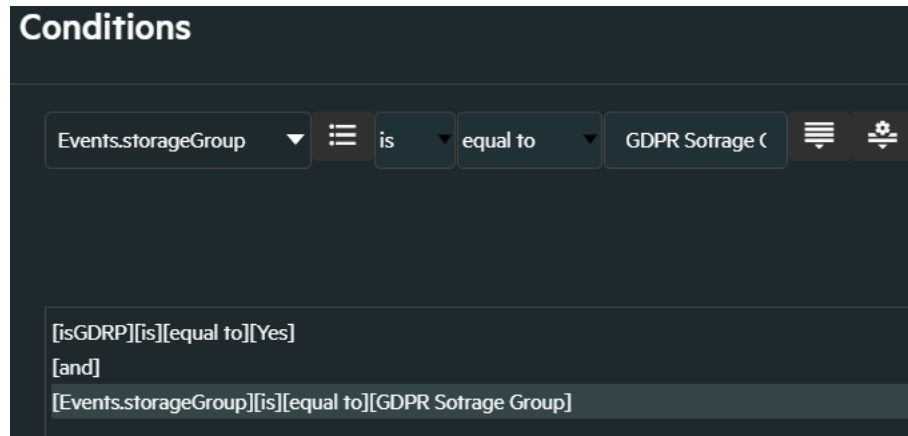 Conditions
Events.storageGroup is equal to GDPR Sotrage (
[isGDRP][is][equal to][Yes]
[and]
[Events.storageGroup][is][equal to][GDPR Sotrage Group]